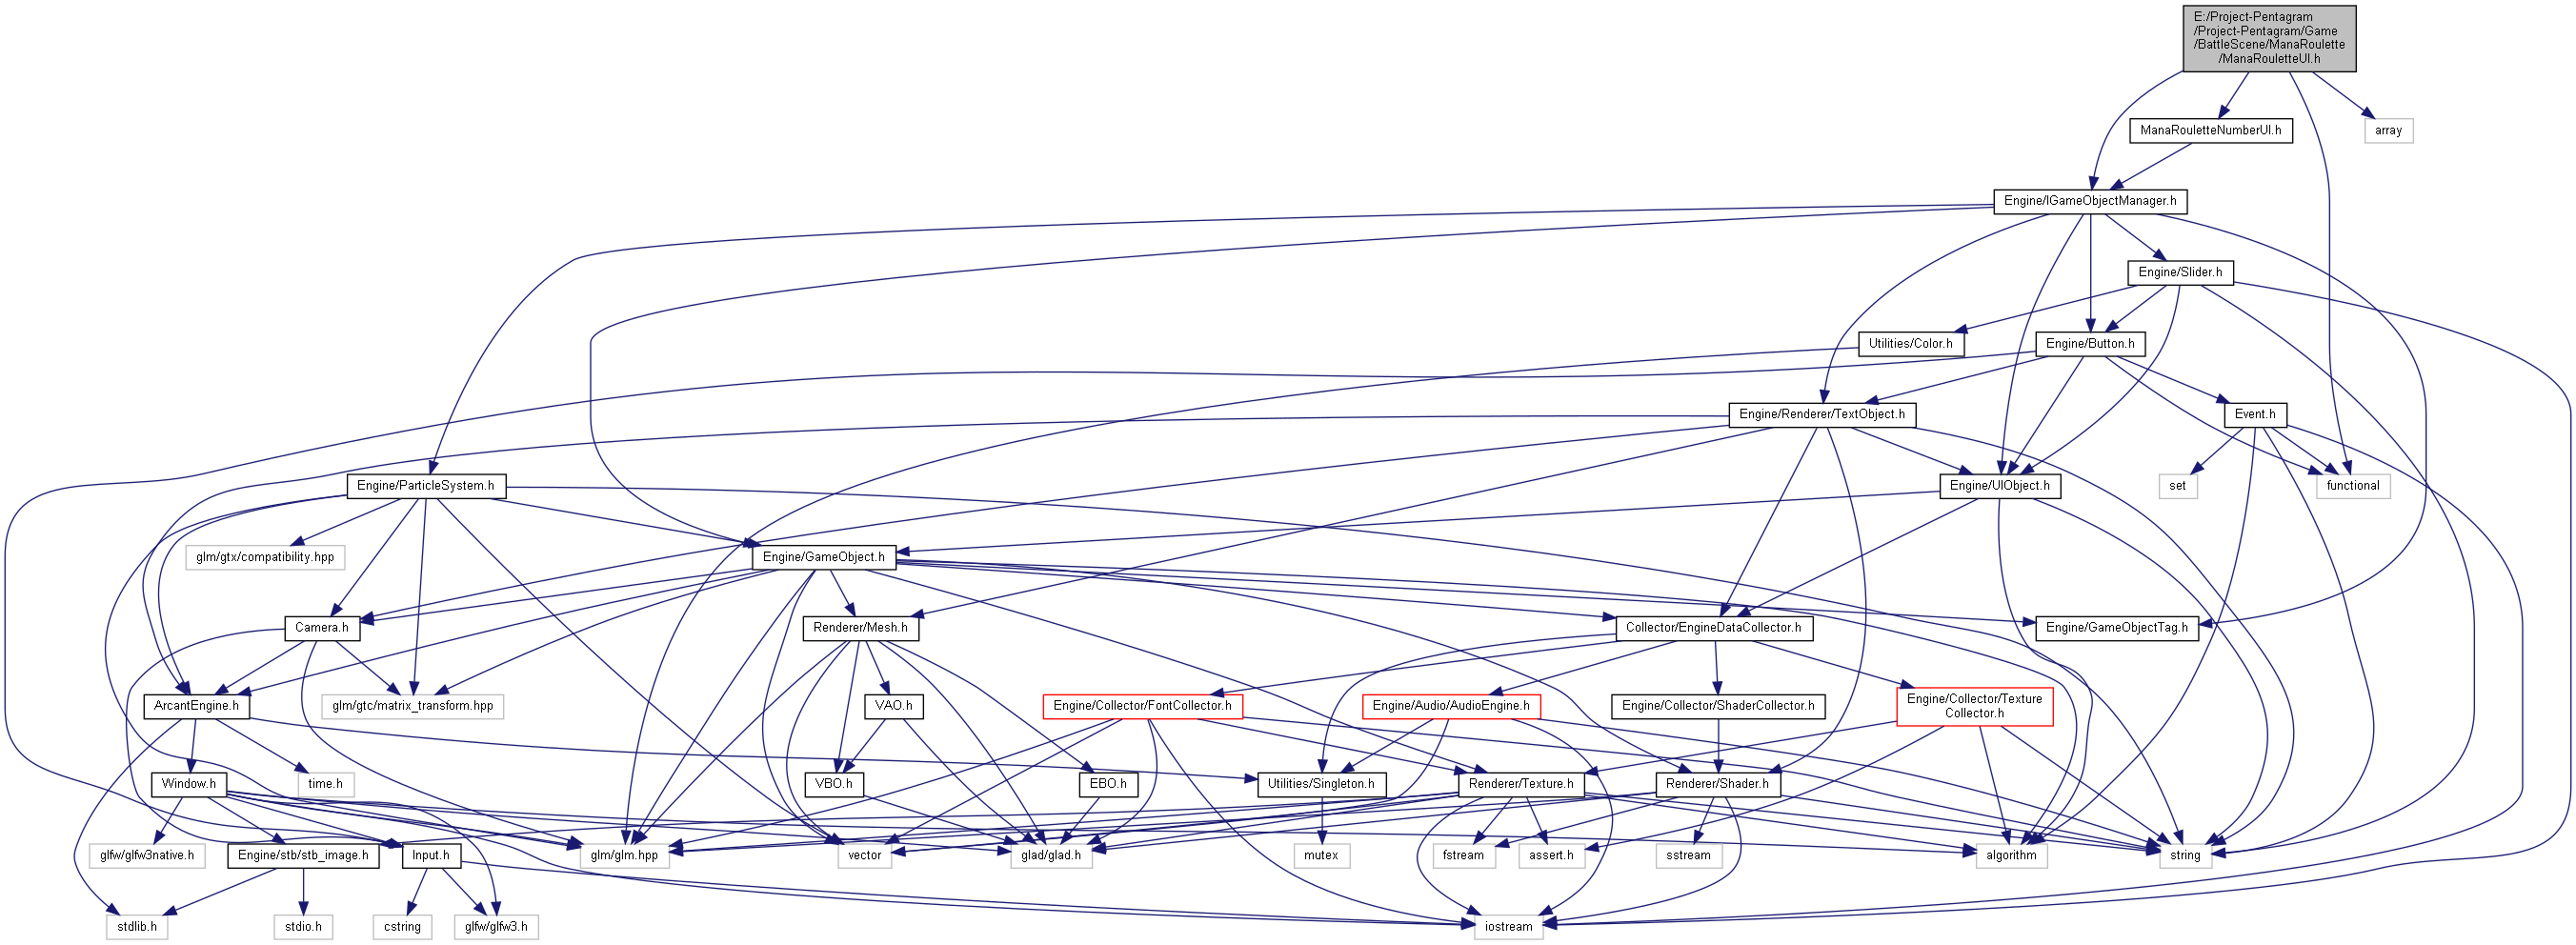 E:/Project-Pentagram
/Project-Pentagram/Game
/BattleScene/ManaRoulette
/ManaRouletteUI.h
ManaRouletteNumberUI.h
array
Engine/IGameObjectManager.h
Engine/Slider.h
Utilities/Color.h
Engine/Button.h
Engine/Renderer/TextObject.h
Event.h
Engine/ParticleSystem.h
Engine/UIObject.h
set
functional
glm/gtx/compatibility.hpp
Engine/GameObject.h
Camera.h
Renderer/Mesh.h
Collector/EngineDataCollector.h
Engine/GameObjectTag.h
ArcantEngine.h
glm/gtc/matrix_transform.hpp
VAO.h
Engine/Collector/FontCollector.h
Engine/Audio/AudioEngine.h
Engine/Collector/ShaderCollector.h
Engine/Collector/Texture
Collector.h
Window.h
time.h
VBO.h
EBO.h
Utilities/Singleton.h
Renderer/Texture.h
Renderer/Shader.h
glfw/glfw3native.h
Engine/stb/stb_image.h
Input.h
glm/glm.hpp
vector
glad/glad.h
mutex
fstream
assert.h
sstream
algorithm
string
stdlib.h
stdio.h
cstring
glfw/glfw3.h
iostream